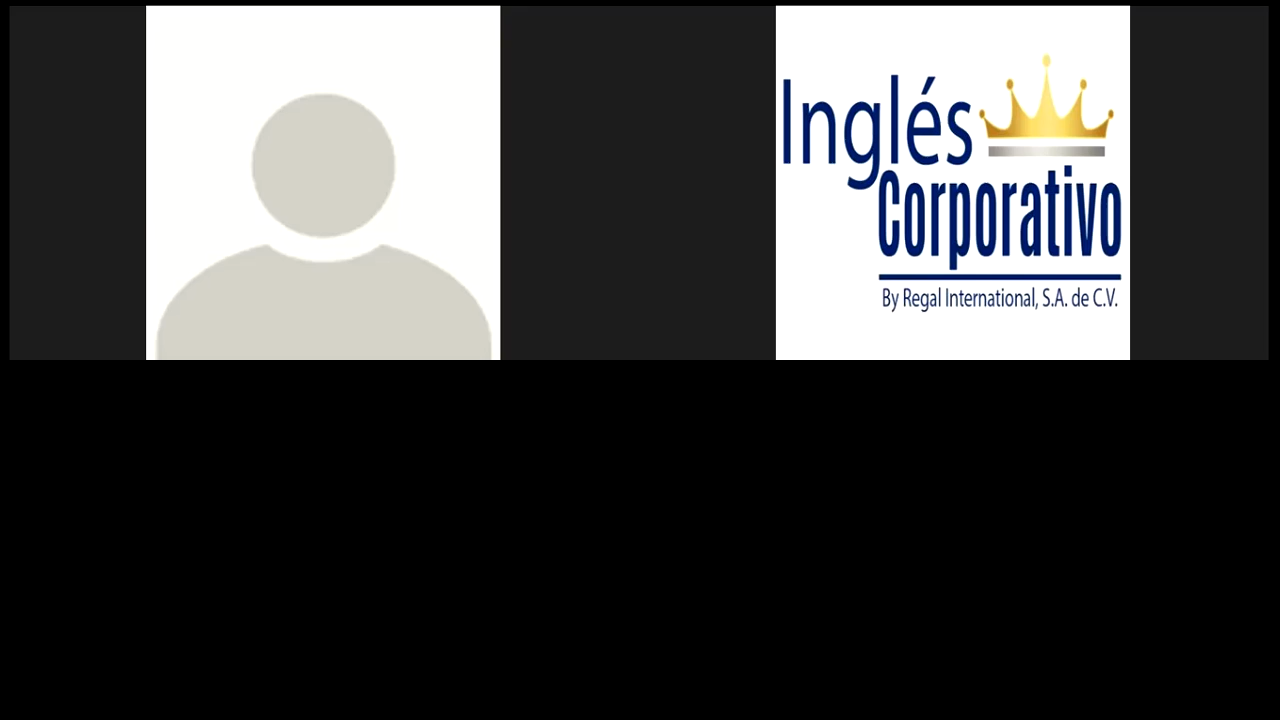 Inglés
Corporativo
By Regal International, S.A. de C.V.